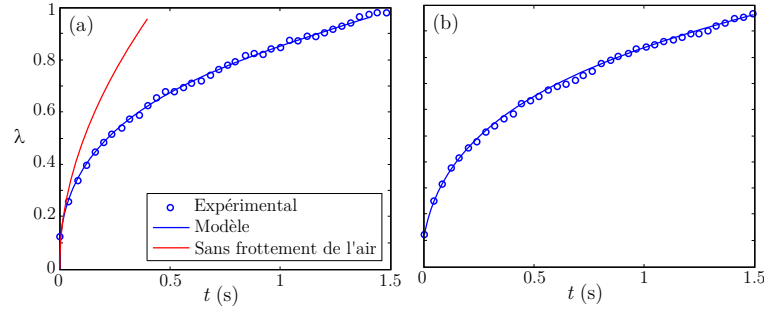 (a)
(b)
1
0.8
0.6
0.4
0.2
0
λ
Expérimental
Modèle
Sans frottement de l'air
0 0.5 1 1.5
t (s)
0 0.5 1 1.5
t (s)